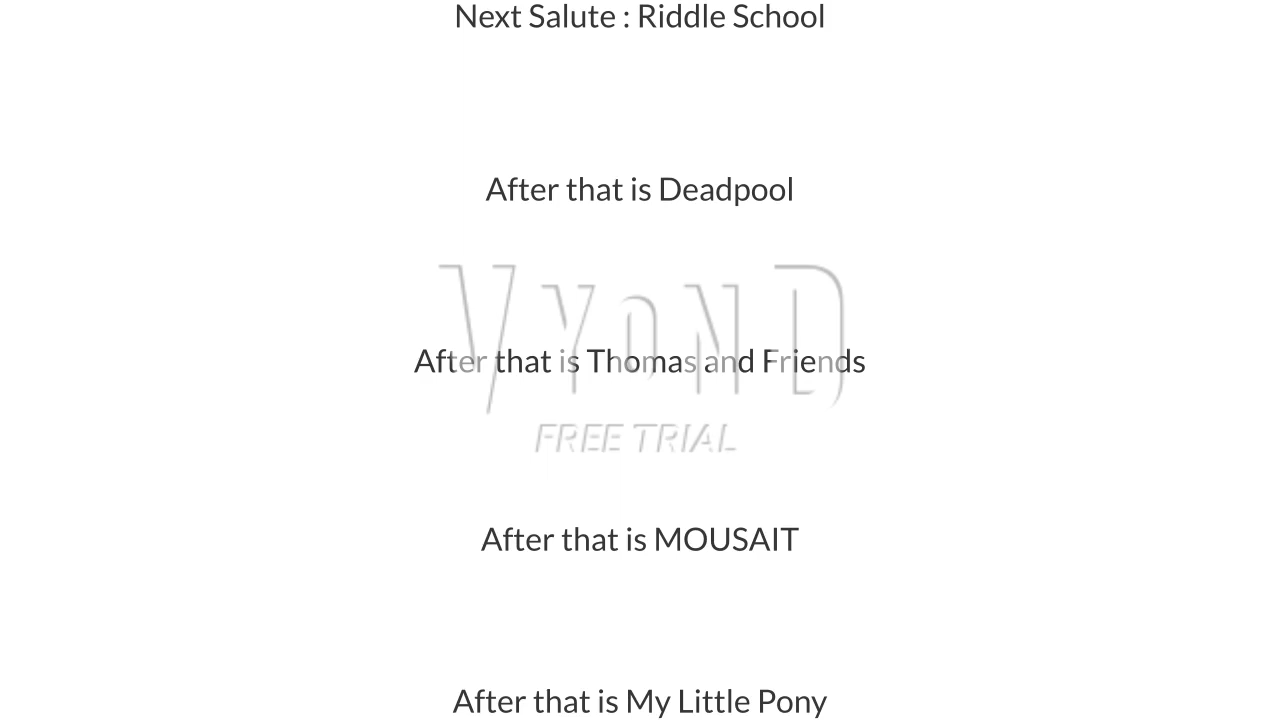 Next Salute : Riddle School
After that is Deadpool
VYOND
After that is Thomas and Friends
FREE TRIAL
After that is MOUSAIT
After that is My Little Pony